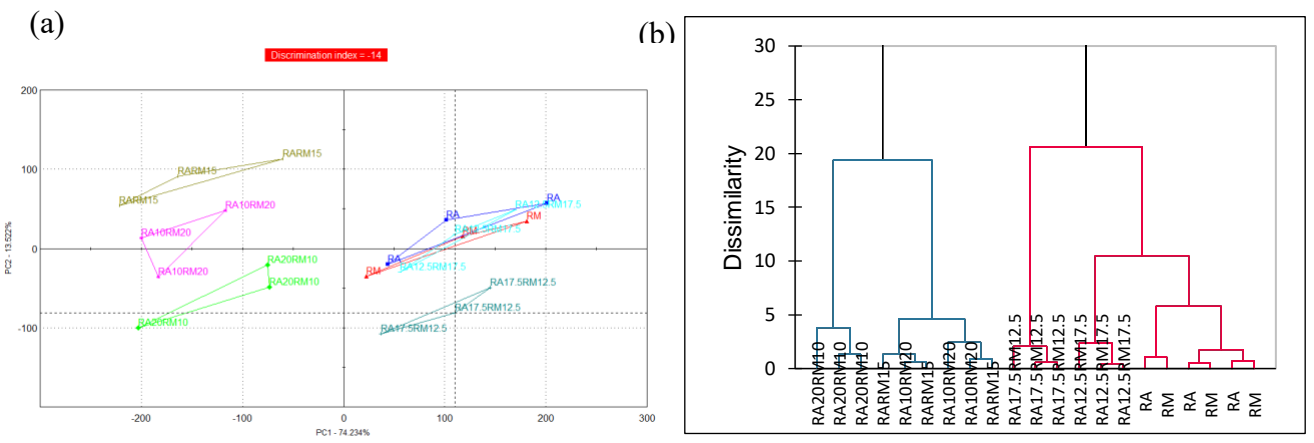 (a)
Discrimination index = -14
200
100
0
-100
-200
-100
0
100
200
300
PC2 - 13.522%
PC1 - 74.234%
RARM15
RARM15
RARM15
RA10RM20
RA10RM20
RA10RM20
RA20RM10
RA20RM10
RA20RM10
RA
RA
RA
RM
RM
RM
RA12.5RM17.5
RA12.5RM17.5
RA17.5RM12.5
RA17.5RM12.5
RA17.5RM12.5
(b)
Dissimilarity
30
25
20
15
10
5
0
RA20RM10
RA20RM10
RA20RM10
RARM15
RA10RM20
RARM15
RA10RM20
RA10RM20
RARM15
RA17.5RM12.5
RA17.5RM12.5
RA17.5RM12.5
RA12.5RM17.5
RA12.5RM17.5
RA12.5RM17.5
RA
RM
RA
RM
RA
RM